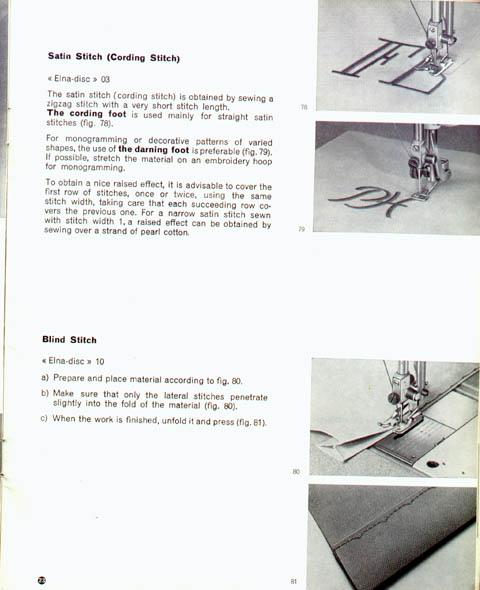 Satin Stitch (Cording Stitch)
« Elna-disc » 03
The satin stitch (cording stitch) is obtained by sewing a
zigzag stitch with a very short stitch length.
The cording foot is used mainly for straight satin
stitches (fig. 78).
For monogramming or decorative patterns of varied
shapes, the use of the darning foot is preferable (fig. 79).
If possible, stretch the material on an embroidery hoop
for monogramming.
To obtain a nice raised effect, it is advisable to cover the
first row of stitches, once or twice, using the same
stitch width, taking care that each succeeding row co-
vers the previous one. For a narrow satin stitch sewn
with stitch width 1, a raised effect can be obtained by
sewing over a strand of pearl cotton.
78
79
Blind Stitch
« Elna-disc » 10
a) Prepare and place material according to fig. 80.
b) Make sure that only the lateral stitches penetrate
slightly into the fold of the material (fig. 80).
c) When the work is finished, unfold it and press (fig. 81).
80
81